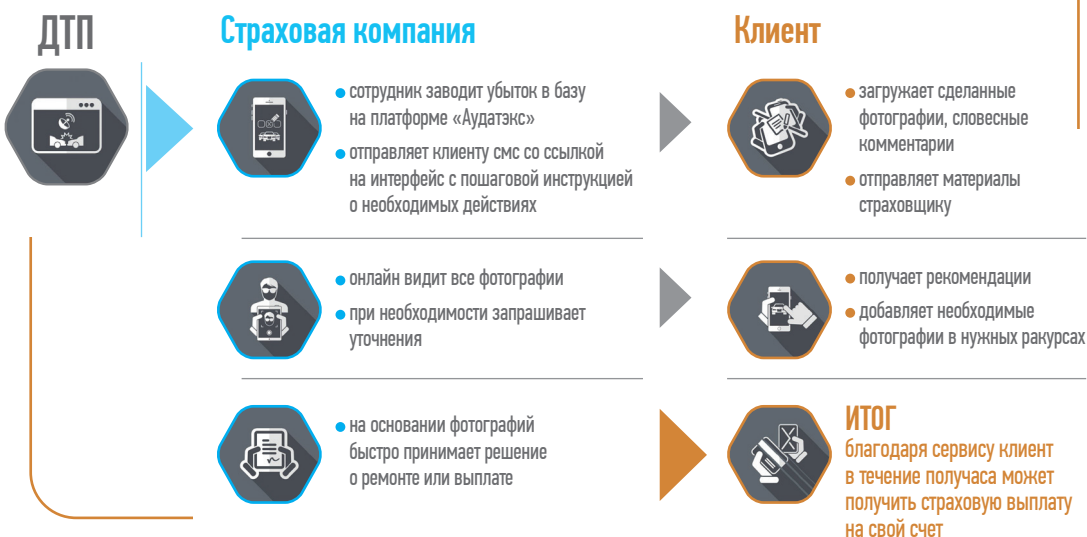 ДТП
Страховая компания
Клиент
сотрудник заводит убыток в базу
на платформе «Аудатэкс»
отправляет клиенту смс со ссылкой
на интерфейс с пошаговой инструкцией
о необходимых действиях
загружает сделанные
фотографии, словесные
комментарии
отправляет материалы
страховщику
онлайн видит все фотографии
при необходимости запрашивает
уточнения
получает рекомендации
добавляет необходимые
фотографии в нужных ракурсах
на основании фотографий
быстро принимает решение
о ремонте или выплате
ИТОГ
благодаря сервису клиент
в течение получаса может
получить страховую выплату
на свой счет